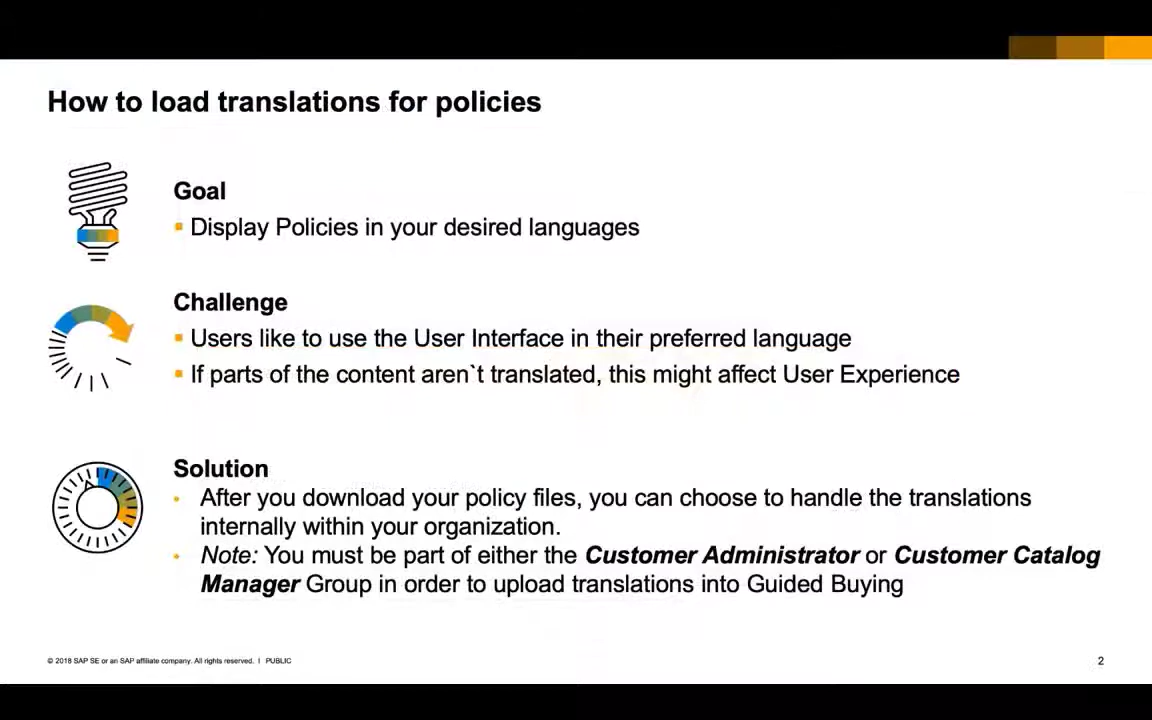 How to load translations for policies
Goal
▪ Display Policies in your desired languages
Challenge
▪ Users like to use the User Interface in their preferred language
▪ If parts of the content aren`t translated, this might affect User Experience
Solution
• After you download your policy files, you can choose to handle the translations
internally within your organization.
• Note: You must be part of either the Customer Administrator or Customer Catalog
Manager Group in order to upload translations into Guided Buying
© 2018 SAP SE or an SAP affiliate company. All rights reserved. ǀ PUBLIC
2